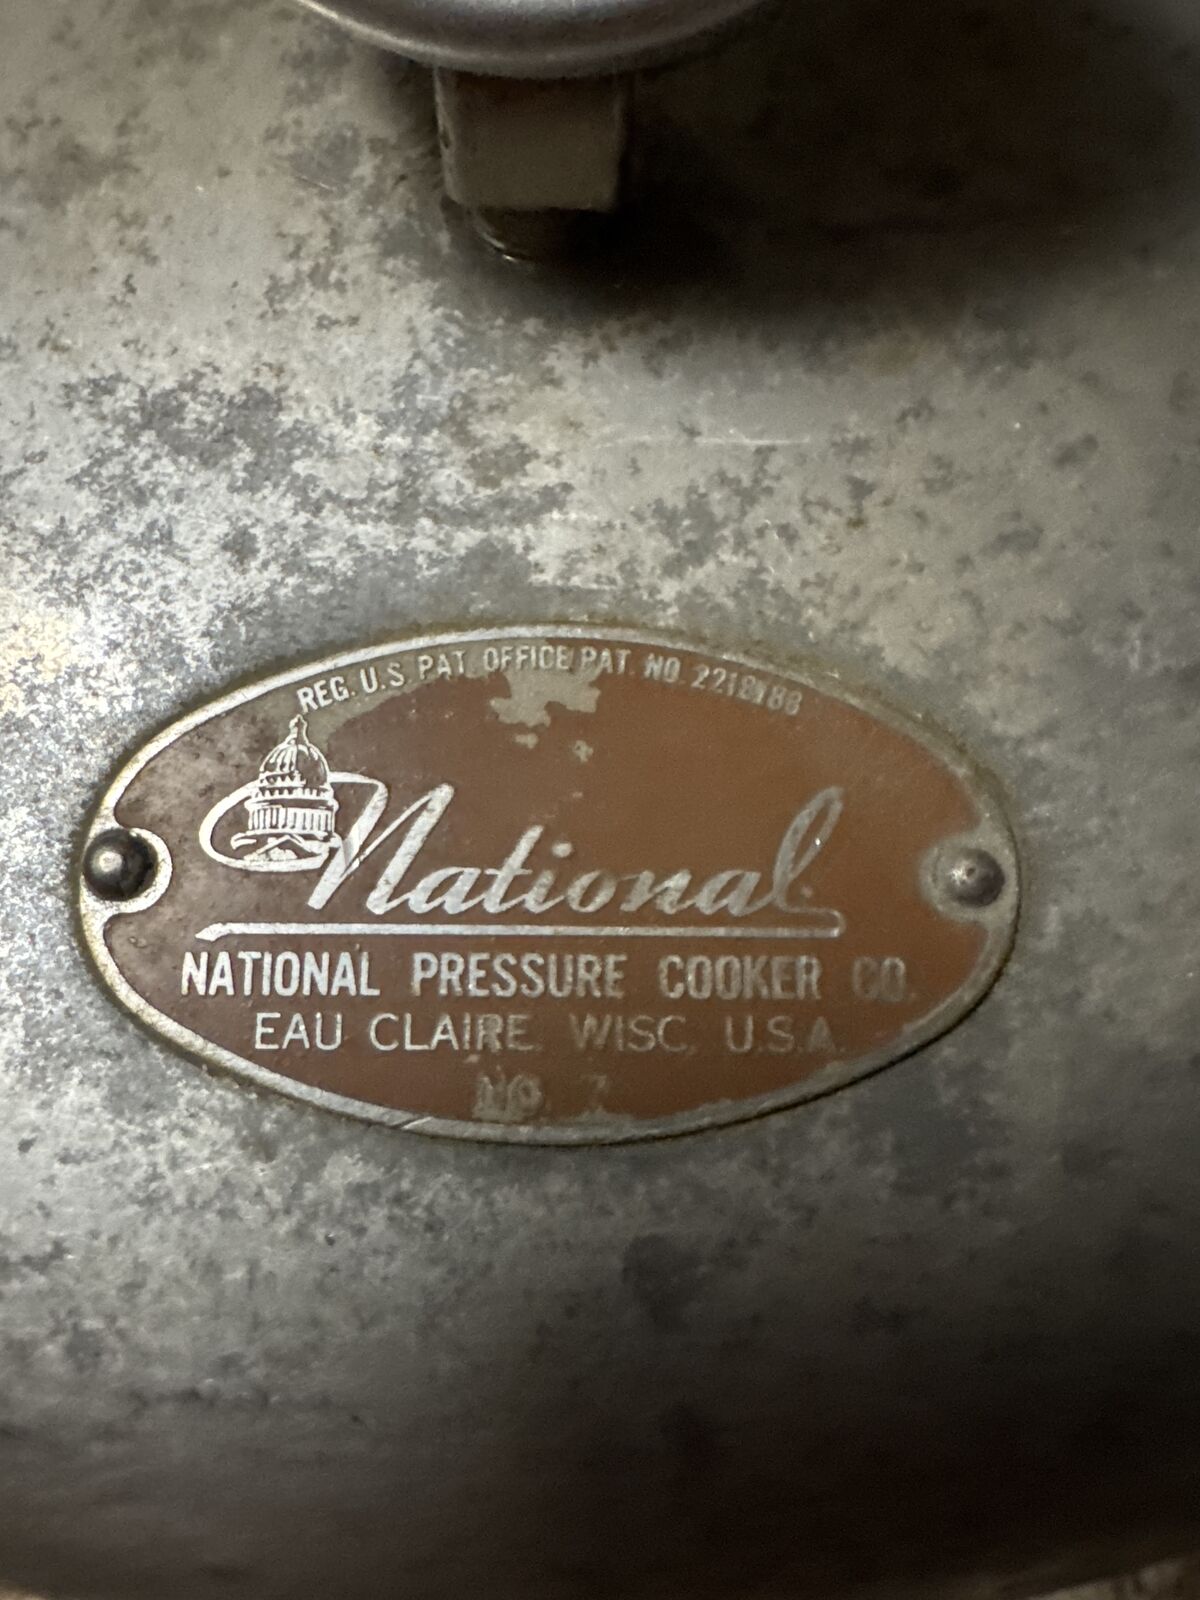 REG. U.S. PAT. OFFICE PAT. NO. 2218188
National
NATIONAL PRESSURE COOKER CO.
EAU CLAIRE, WISC., U.S.A.
NO. 7